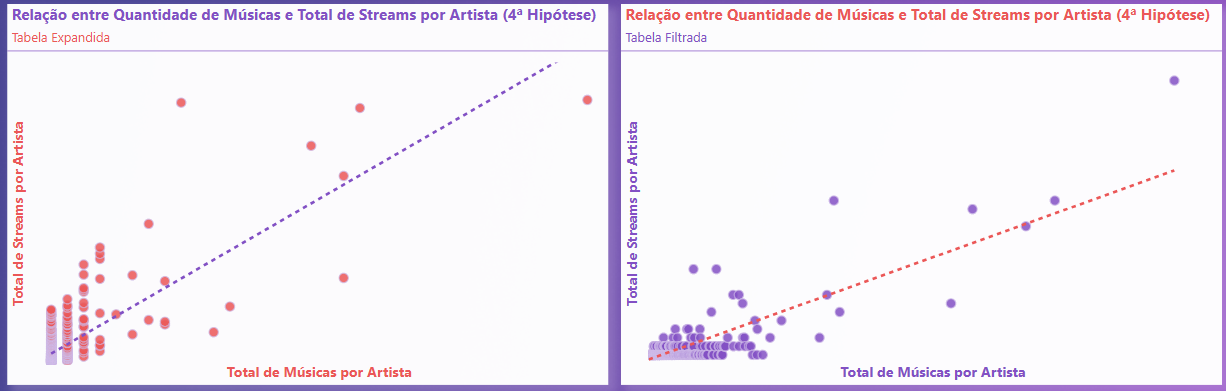 Relação entre Quantidade de Músicas e Total de Streams por Artista (4ª Hipótese)
Tabela Expandida
Total de Streams por Artista
Total de Músicas por Artista
Relação entre Quantidade de Músicas e Total de Streams por Artista (4ª Hipótese)
Tabela Filtrada
Total de Streams por Artista
Total de Músicas por Artista